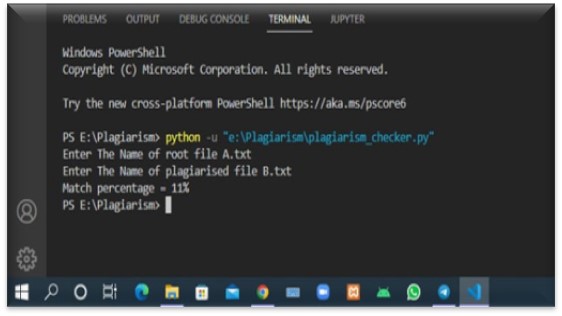 PROBLEMS OUTPUT DEBUG CONSOLE TERMINAL JUPYTER
Windows PowerShell
Copyright (C) Microsoft Corporation. All rights reserved.
Try the new cross-platform PowerShell https://aka.ms/pscore6
PS E:\Plagiarism> python -u "e:\Plagiarism\plagiarism_checker.py"
Enter The Name of root file A.txt
Enter The Name of plagiarised file B.txt
Match percentage = 11%
PS E:\Plagiarism>